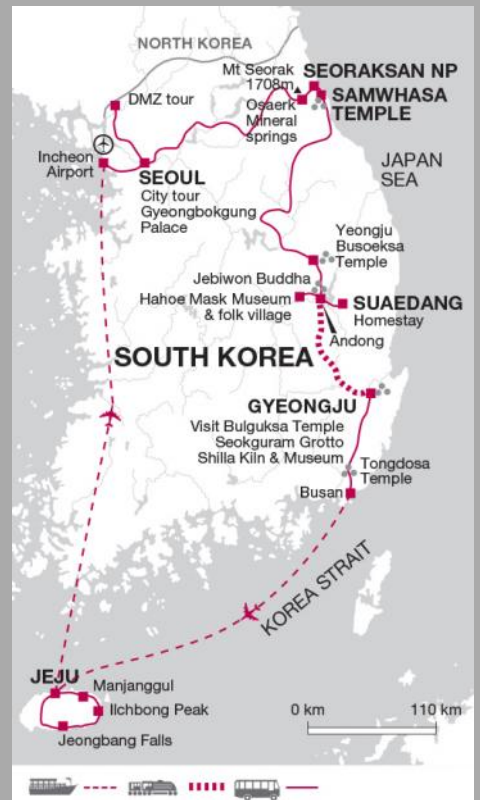 NORTH KOREA
Mt Seorak
1708m
SEORAKSAN NP
SAMWHASA
TEMPLE
DMZ tour
Osaerk
Mineral
springs
Incheon
Airport
SEOUL
City tour
Gyeongbokgung
Palace
JAPAN
SEA
Yeongju
Busoeksa
Temple
Jebiwon Buddha
Hahoe Mask Museum
& folk village
SUAEDANG
Homestay
Andong
SOUTH KOREA
GYEONGJU
Visit Bulguksa Temple
Seokguram Grotto
Shilla Kiln & Museum
Tongdosa
Temple
Busan
KOREA STRAIT
JEJU
Manjanggul
Ilchbong Peak
Jeongbang Falls
0 km
110 km